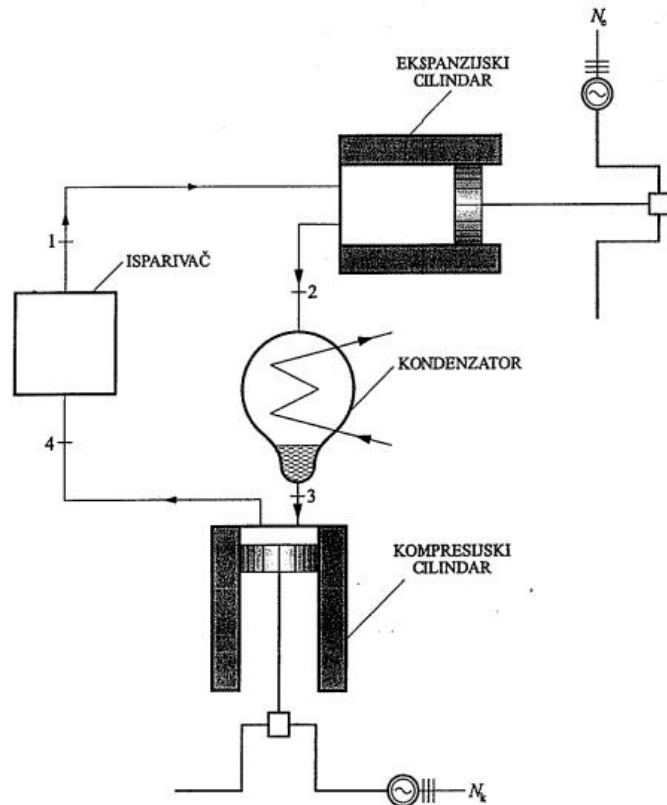 Nₑ
EKSPANZIJSKI
CILINDAR
1
ISPARIVAČ
2
KONDENZATOR
4
3
KOMPRESIJSKI
CILINDAR
Nₖ